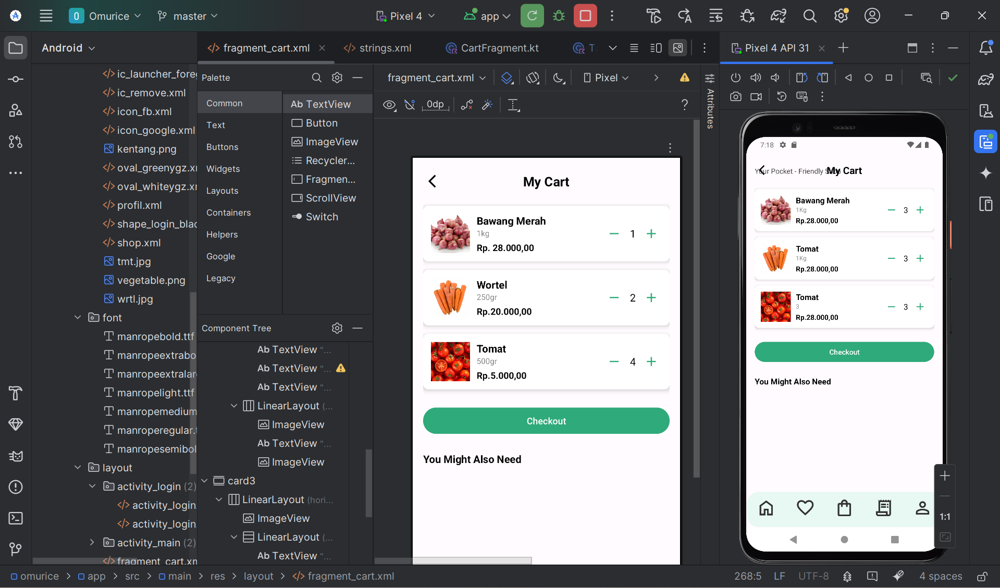 O Omurice master Pixel 4 app
Android
fragment_cart.xml strings.xml CartFragment.kt T
Pixel 4 API 31
ic_launcher_fore
ic_remove.xml
icon_fb.xml
icon_google.xml
kentang.png
oval_greenygz.x
oval_whiteygz.x
profil.xml
shape_login_bla
shop.xml
tmt.jpg
vegetable.png
wrtl.jpg
font
manropebold.ttf
manropeextrabo
manropeextralar
manropelight.ttf
manropemedium
manroperegular.
manropesemibol
layout
activity_login (2)
activity_login.
activity_login
activity_main (2)
fragment_cart.xm
Palette
Common
Text
Buttons
Widgets
Layouts
Containers
Helpers
Google
Legacy
Ab TextView
Button
ImageView
Recycler...
Fragmen...
ScrollView
Switch
Component Tree
Ab TextView "...
Ab TextView "...
Ab TextView "...
LinearLayout (...
ImageView
Ab TextView "...
ImageView
card3
LinearLayout (hori...
ImageView
LinearLayout (...
Ab TextView "...
fragment_cart.xml Pixel
0dp ?
Attributes
My Cart
Bawang Merah
1kg
Rp. 28.000,00
1
Wortel
250gr
Rp.20.000,00
2
Tomat
500gr
Rp.5.000,00
4
Checkout
You Might Also Need
7:18
Your Pocket - Friendly Shop
My Cart
Bawang Merah
1Kg
Rp.28.000,00
3
Tomat
1Kg
Rp.28.000,00
3
Tomat
3
Rp.28.000,00
3
Checkout
You Might Also Need
1:1
omurice > app > src > main > res > layout > fragment_cart.xml
268:5 LF UTF-8 4 spaces